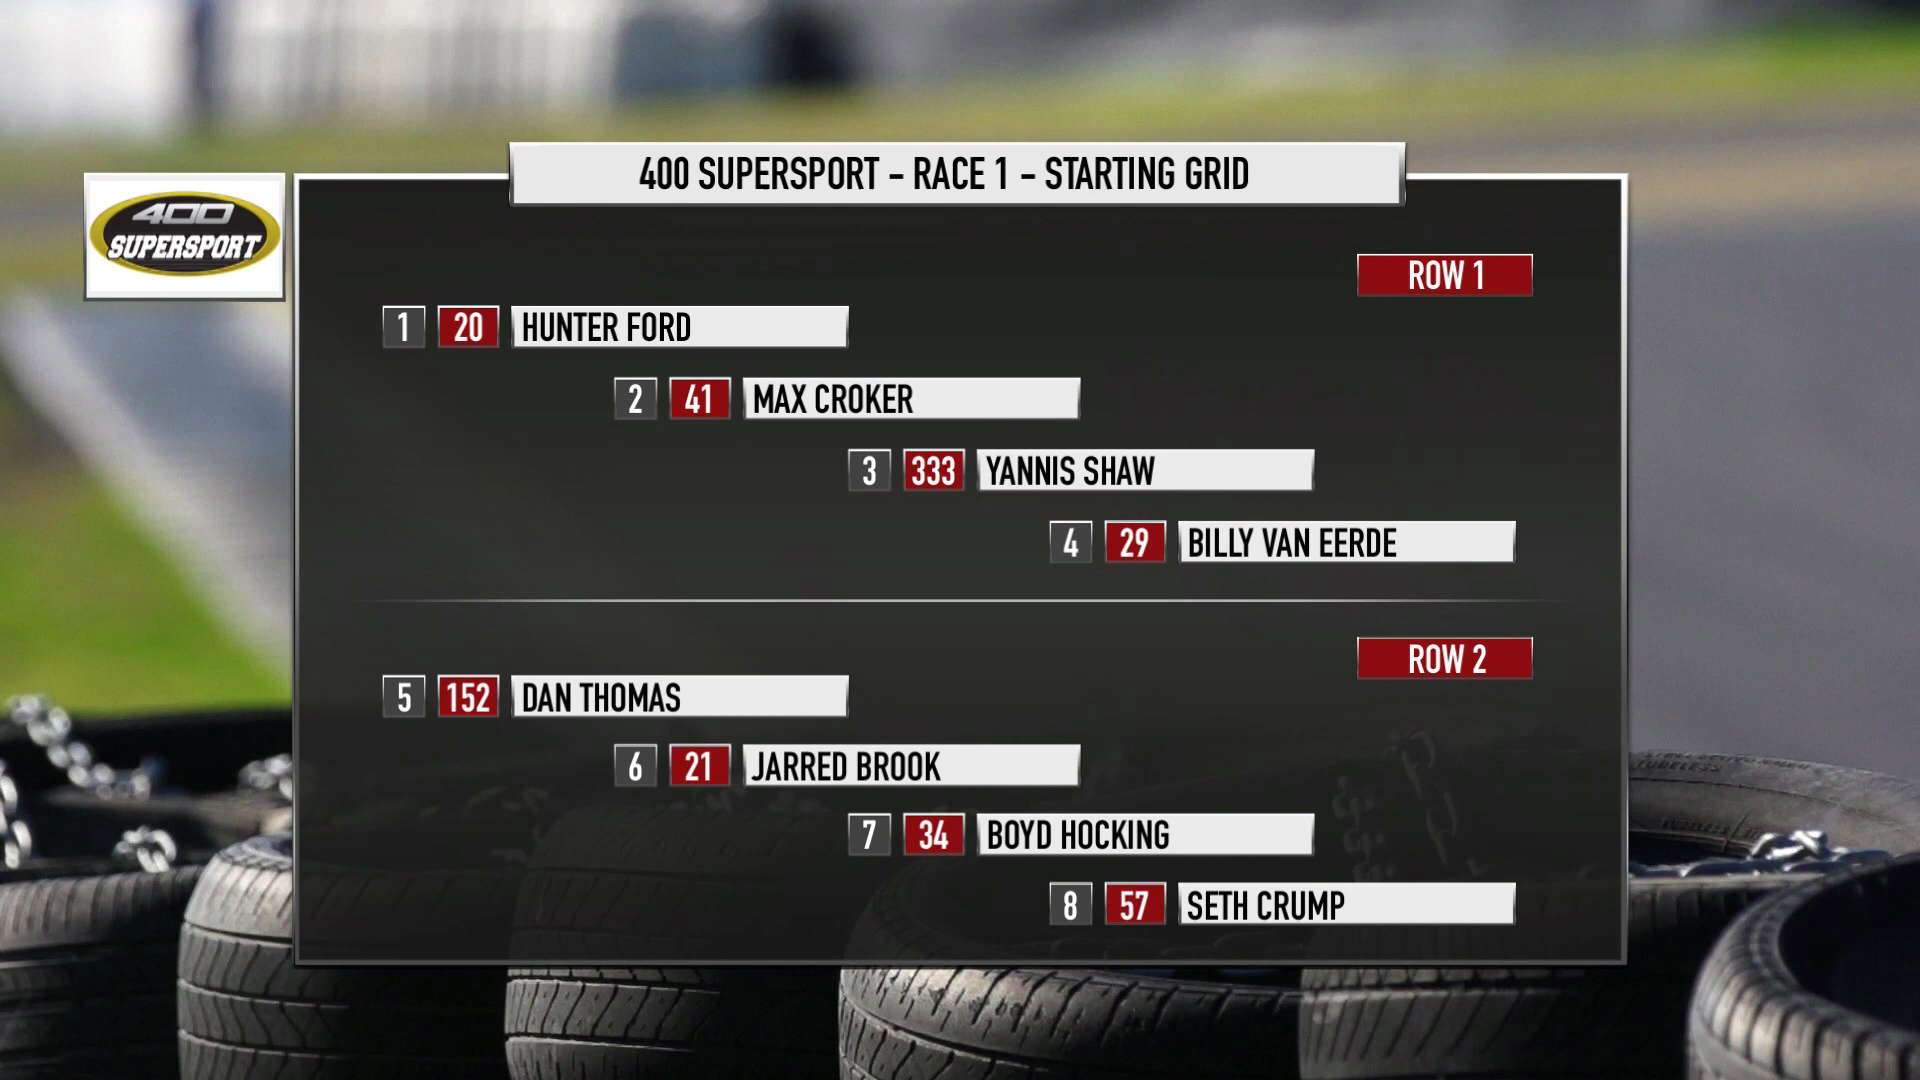 400 SUPERSPORT - RACE 1 - STARTING GRID
400
SUPERSPORT
ROW 1
1 20 HUNTER FORD
2 41 MAX CROKER
3 333 YANNIS SHAW
4 29 BILLY VAN EERDE
ROW 2
5 152 DAN THOMAS
6 21 JARRED BROOK
7 34 BOYD HOCKING
8 57 SETH CRUMP
TUBELESS